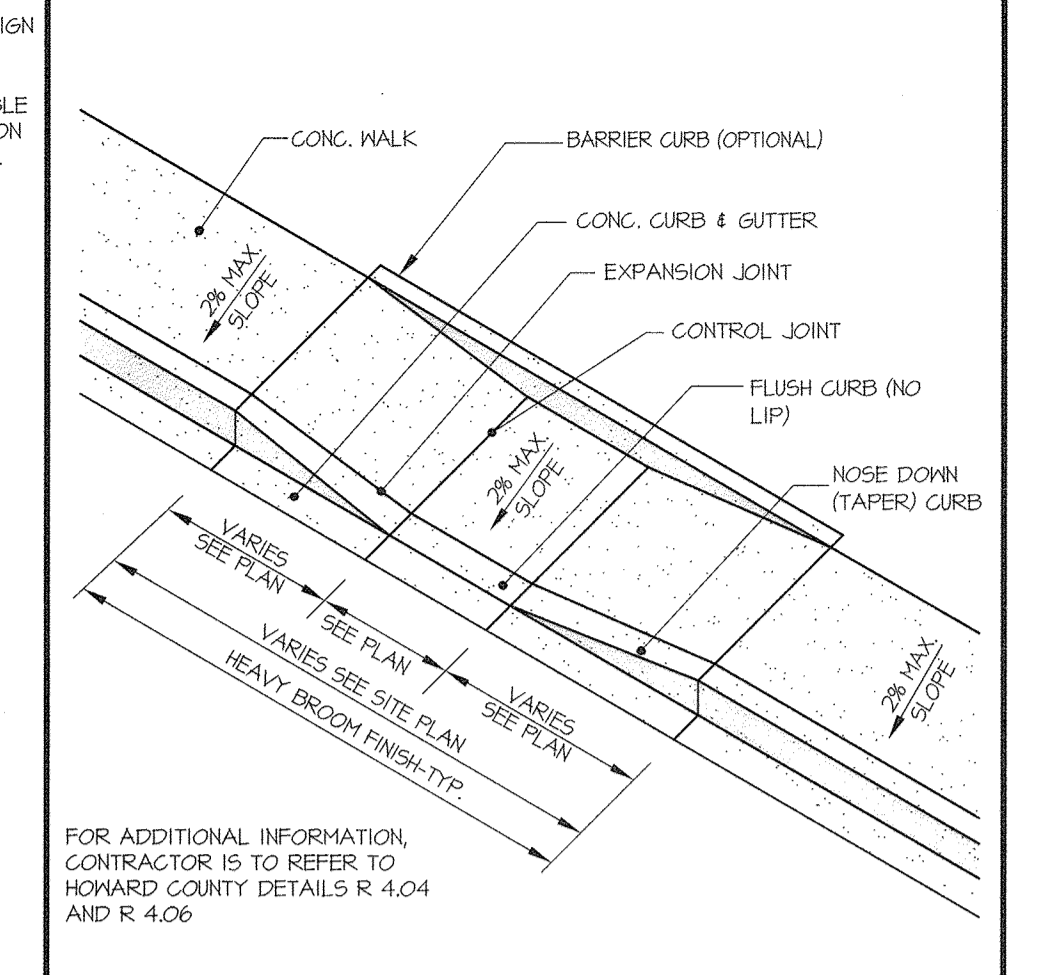 IGN
ON
CONC. WALK
BARRIER CURB (OPTIONAL)
CONC. CURB & GUTTER
EXPANSION JOINT
CONTROL JOINT
FLUSH CURB (NO
LIP)
NOSE DOWN
(TAPER) CURB
2% MAX.
SLOPE
2% MAX.
SLOPE
2% MAX.
SLOPE
VARIES
SEE PLAN
SEE PLAN
VARIES
SEE PLAN
VARIES SEE SITE PLAN
HEAVY BROOM FINISH-TYP.
FOR ADDITIONAL INFORMATION,
CONTRACTOR IS TO REFER TO
HOWARD COUNTY DETAILS R 4.04
AND R 4.06